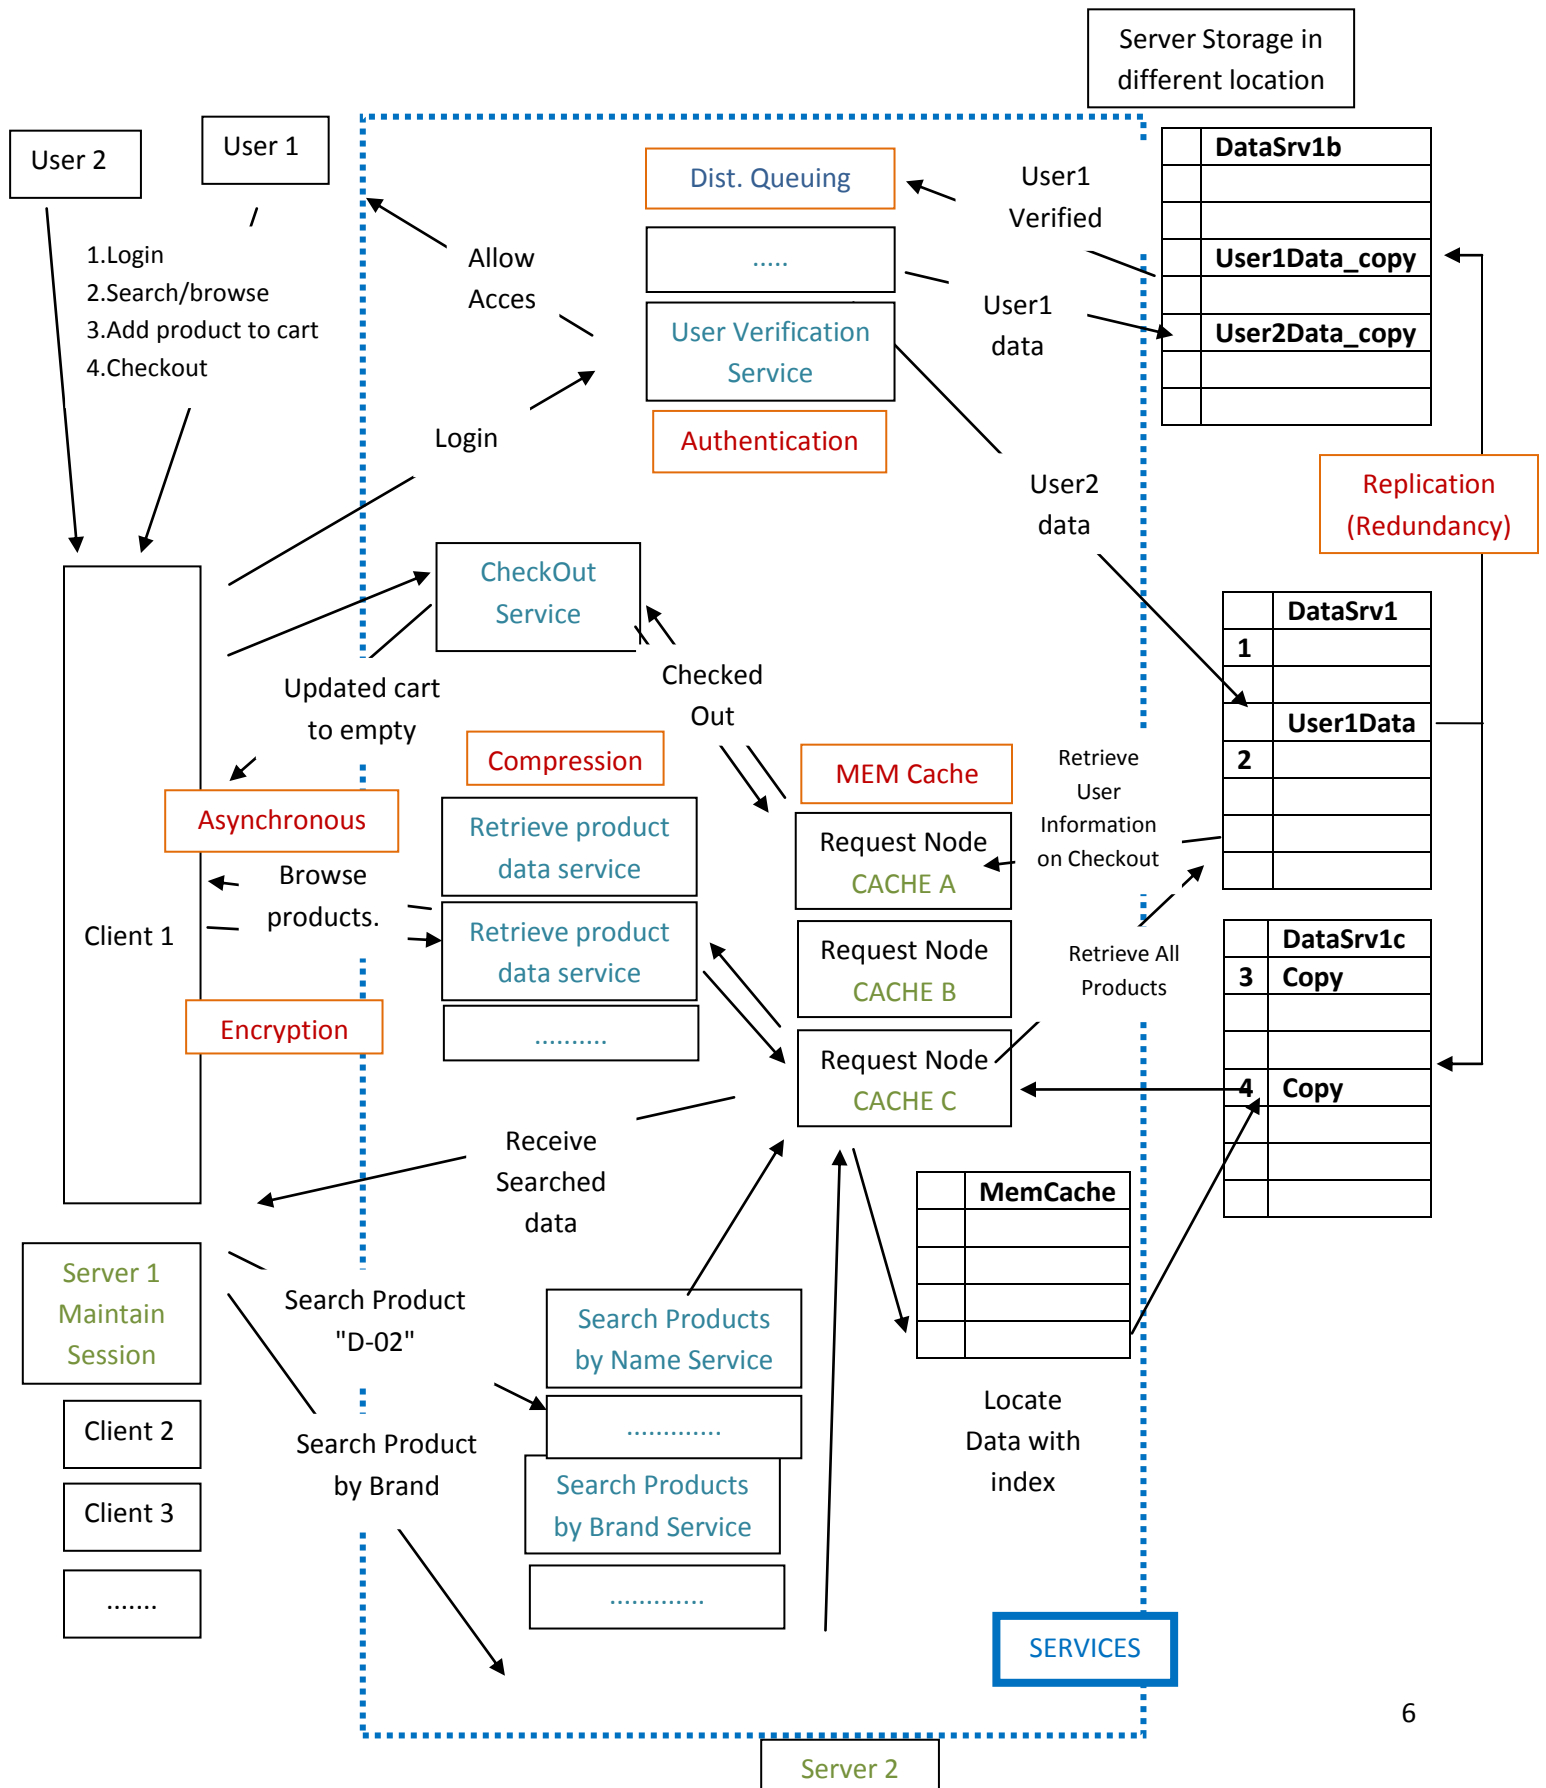 Server Storage in
different location
User 2
User 1
1.Login
2.Search/browse
3.Add product to cart
4.Checkout
Allow
Acces
Login
Dist. Queuing
.....
User Verification
Service
Authentication
User1
Verified
User1
data
User2
data
DataSrv1b
User1Data_copy
User2Data_copy
Replication
(Redundancy)
CheckOut
Service
Updated cart
to empty
Checked
Out
Compression
MEM Cache
Asynchronous
Retrieve product
data service
Browse
products.
Retrieve product
data service
..........
Client 1
Encryption
Request Node
CACHE A
Request Node
CACHE B
Request Node
CACHE C
Retrieve
User
Information
on Checkout
Retrieve All
Products
DataSrv1
1
User1Data
2
DataSrv1c
3 Copy
4 Copy
Receive
Searched
data
MemCache
Server 1
Maintain
Session
Search Product
"D-02"
Search Products
by Name Service
.............
Locate
Data with
index
Client 2
Search Product
by Brand
Search Products
by Brand Service
.............
Client 3
.......
SERVICES
6
Server 2